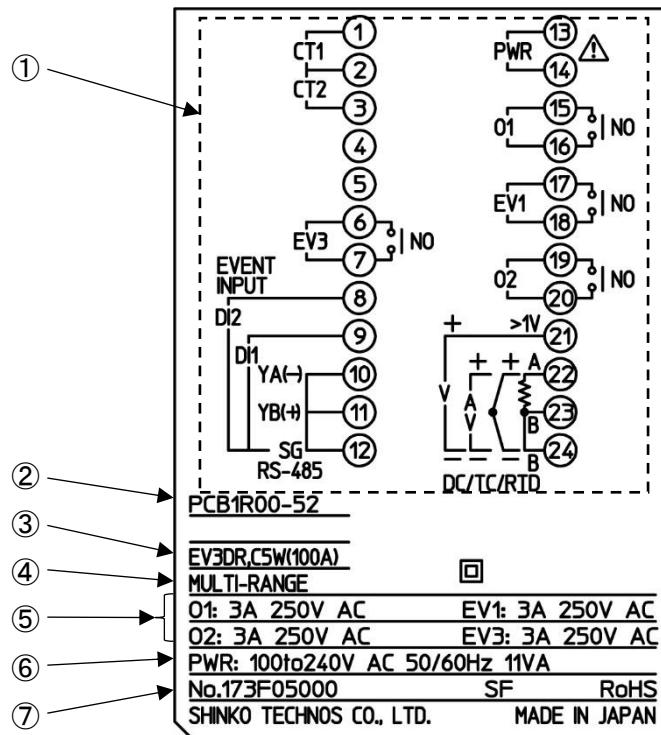 ①
②
③
④
⑤
⑥
⑦
CT1
CT2
1
2
3
4
5
EV3
6
7
NO
EVENT
INPUT
8
DI2
9
DI1
YA(-)
10
YB(+)
11
SG
12
RS-485
PWR
13
14
O1
15
16
NO
EV1
17
18
NO
O2
19
20
NO
+
>1V
21
+ + A
22
V
A
V
B
23
B
24
DC/TC/RTD
PCB1R00-52
EV3DR,C5W(100A)
MULTI-RANGE
O1: 3A 250V AC EV1: 3A 250V AC
O2: 3A 250V AC EV3: 3A 250V AC
PWR: 100to240V AC 50/60Hz 11VA
No.173F05000 SF RoHS
SHINKO TECHNOS CO., LTD. MADE IN JAPAN